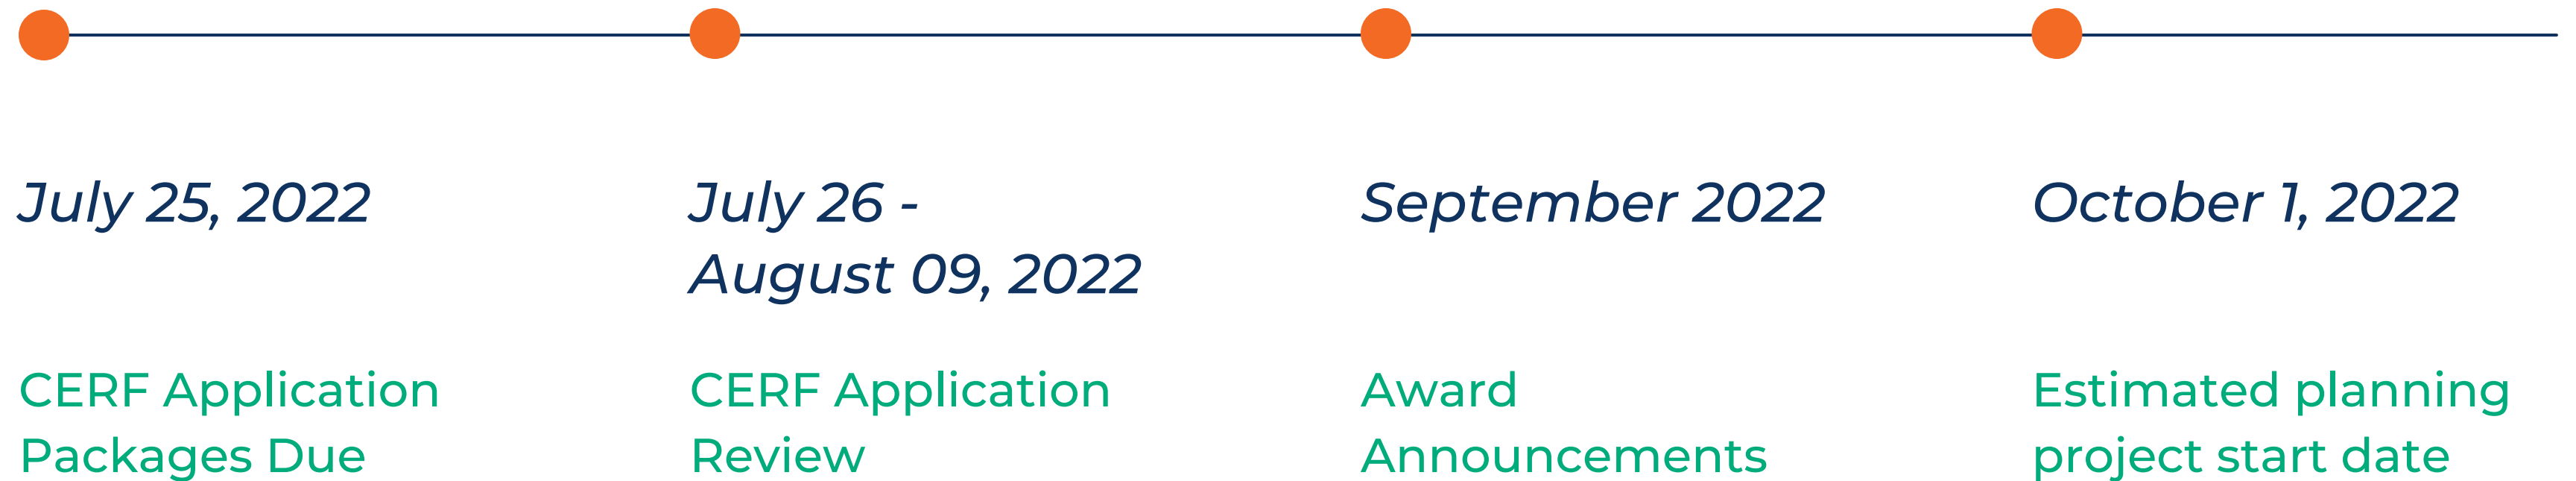 July 25, 2022
CERF Application
Packages Due
July 26 -
August 09, 2022
CERF Application
Review
September 2022
Award
Announcements
October 1, 2022
Estimated planning
project start date